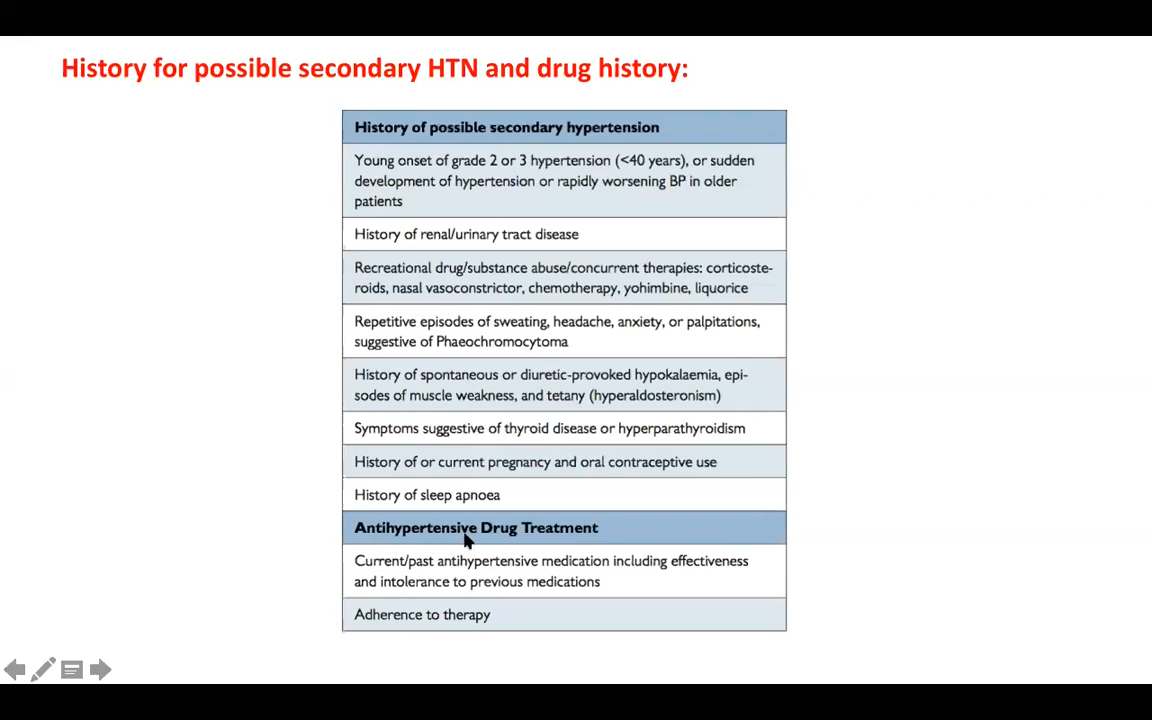 History for possible secondary HTN and drug history:
History of possible secondary hypertension
Young onset of grade 2 or 3 hypertension (<40 years), or sudden
development of hypertension or rapidly worsening BP in older
patients
History of renal/urinary tract disease
Recreational drug/substance abuse/concurrent therapies: corticoste-
roids, nasal vasoconstrictor, chemotherapy, yohimbine, liquorice
Repetitive episodes of sweating, headache, anxiety, or palpitations,
suggestive of Phaeochromocytoma
History of spontaneous or diuretic-provoked hypokalaemia, epi-
sodes of muscle weakness, and tetany (hyperaldosteronism)
Symptoms suggestive of thyroid disease or hyperparathyroidism
History of or current pregnancy and oral contraceptive use
History of sleep apnoea
Antihypertensive Drug Treatment
Current/past antihypertensive medication including effectiveness
and intolerance to previous medications
Adherence to therapy